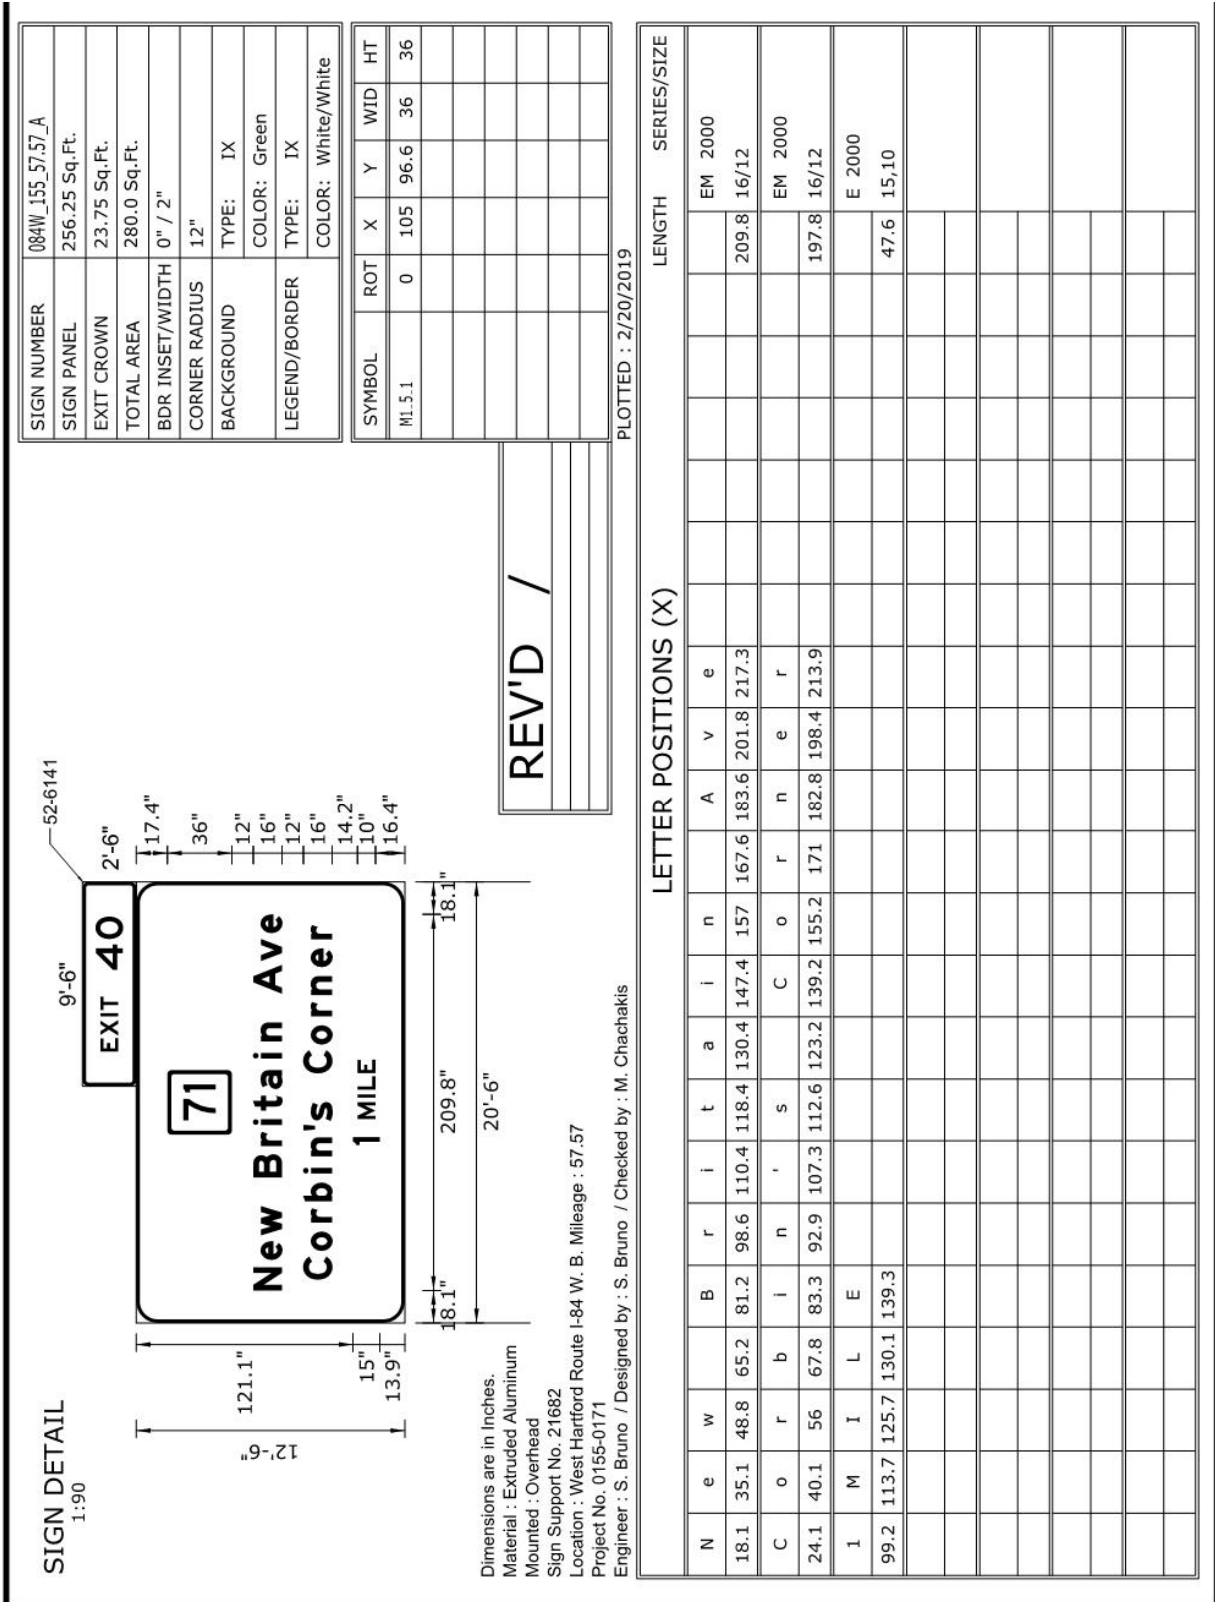 SIGN DETAIL
1:90
52-6141
9'-6"
2'-6"
EXIT 40
71
New Britain Ave
Corbin's Corner
1 MILE
17.4"
36"
12"
16"
12"
16"
14.2"
10"
16.4"
121.1"
15"
13.9"
12'-6"
18.1"
209.8"
18.1"
20'-6"
Dimensions are in Inches.
Material : Extruded Aluminum
Mounted : Overhead
Sign Support No. 21682
Location : West Hartford Route I-84 W. B. Mileage : 57.57
Project No. 0155-0171
Engineer : S. Bruno / Designed by : S. Bruno / Checked by : M. Chachakis
REV'D /
SIGN NUMBER 084W_155_57.57_A
SIGN PANEL 256.25 Sq.Ft.
EXIT CROWN 23.75 Sq.Ft.
TOTAL AREA 280.0 Sq.Ft.
BDR INSET/WIDTH 0" / 2"
CORNER RADIUS 12"
BACKGROUND TYPE: IX
COLOR: Green
LEGEND/BORDER TYPE: IX
COLOR: White/White
SYMBOL ROT X Y WID HT
M1.5.1 0 105 96.6 36 36
PLOTTED : 2/20/2019
LETTER POSITIONS (X) LENGTH SERIES/SIZE
N e w B r i t a i n A v e EM 2000
18.1 35.1 48.8 65.2 81.2 98.6 110.4 118.4 130.4 147.4 157 167.6 183.6 201.8 217.3 209.8 16/12
C o r b i n ' s C o r n e r EM 2000
24.1 40.1 56 67.8 83.3 92.9 107.3 112.6 123.2 139.2 155.2 171 182.8 198.4 213.9 197.8 16/12
1 M I L E E 2000
99.2 113.7 125.7 130.1 139.3 47.6 15,10